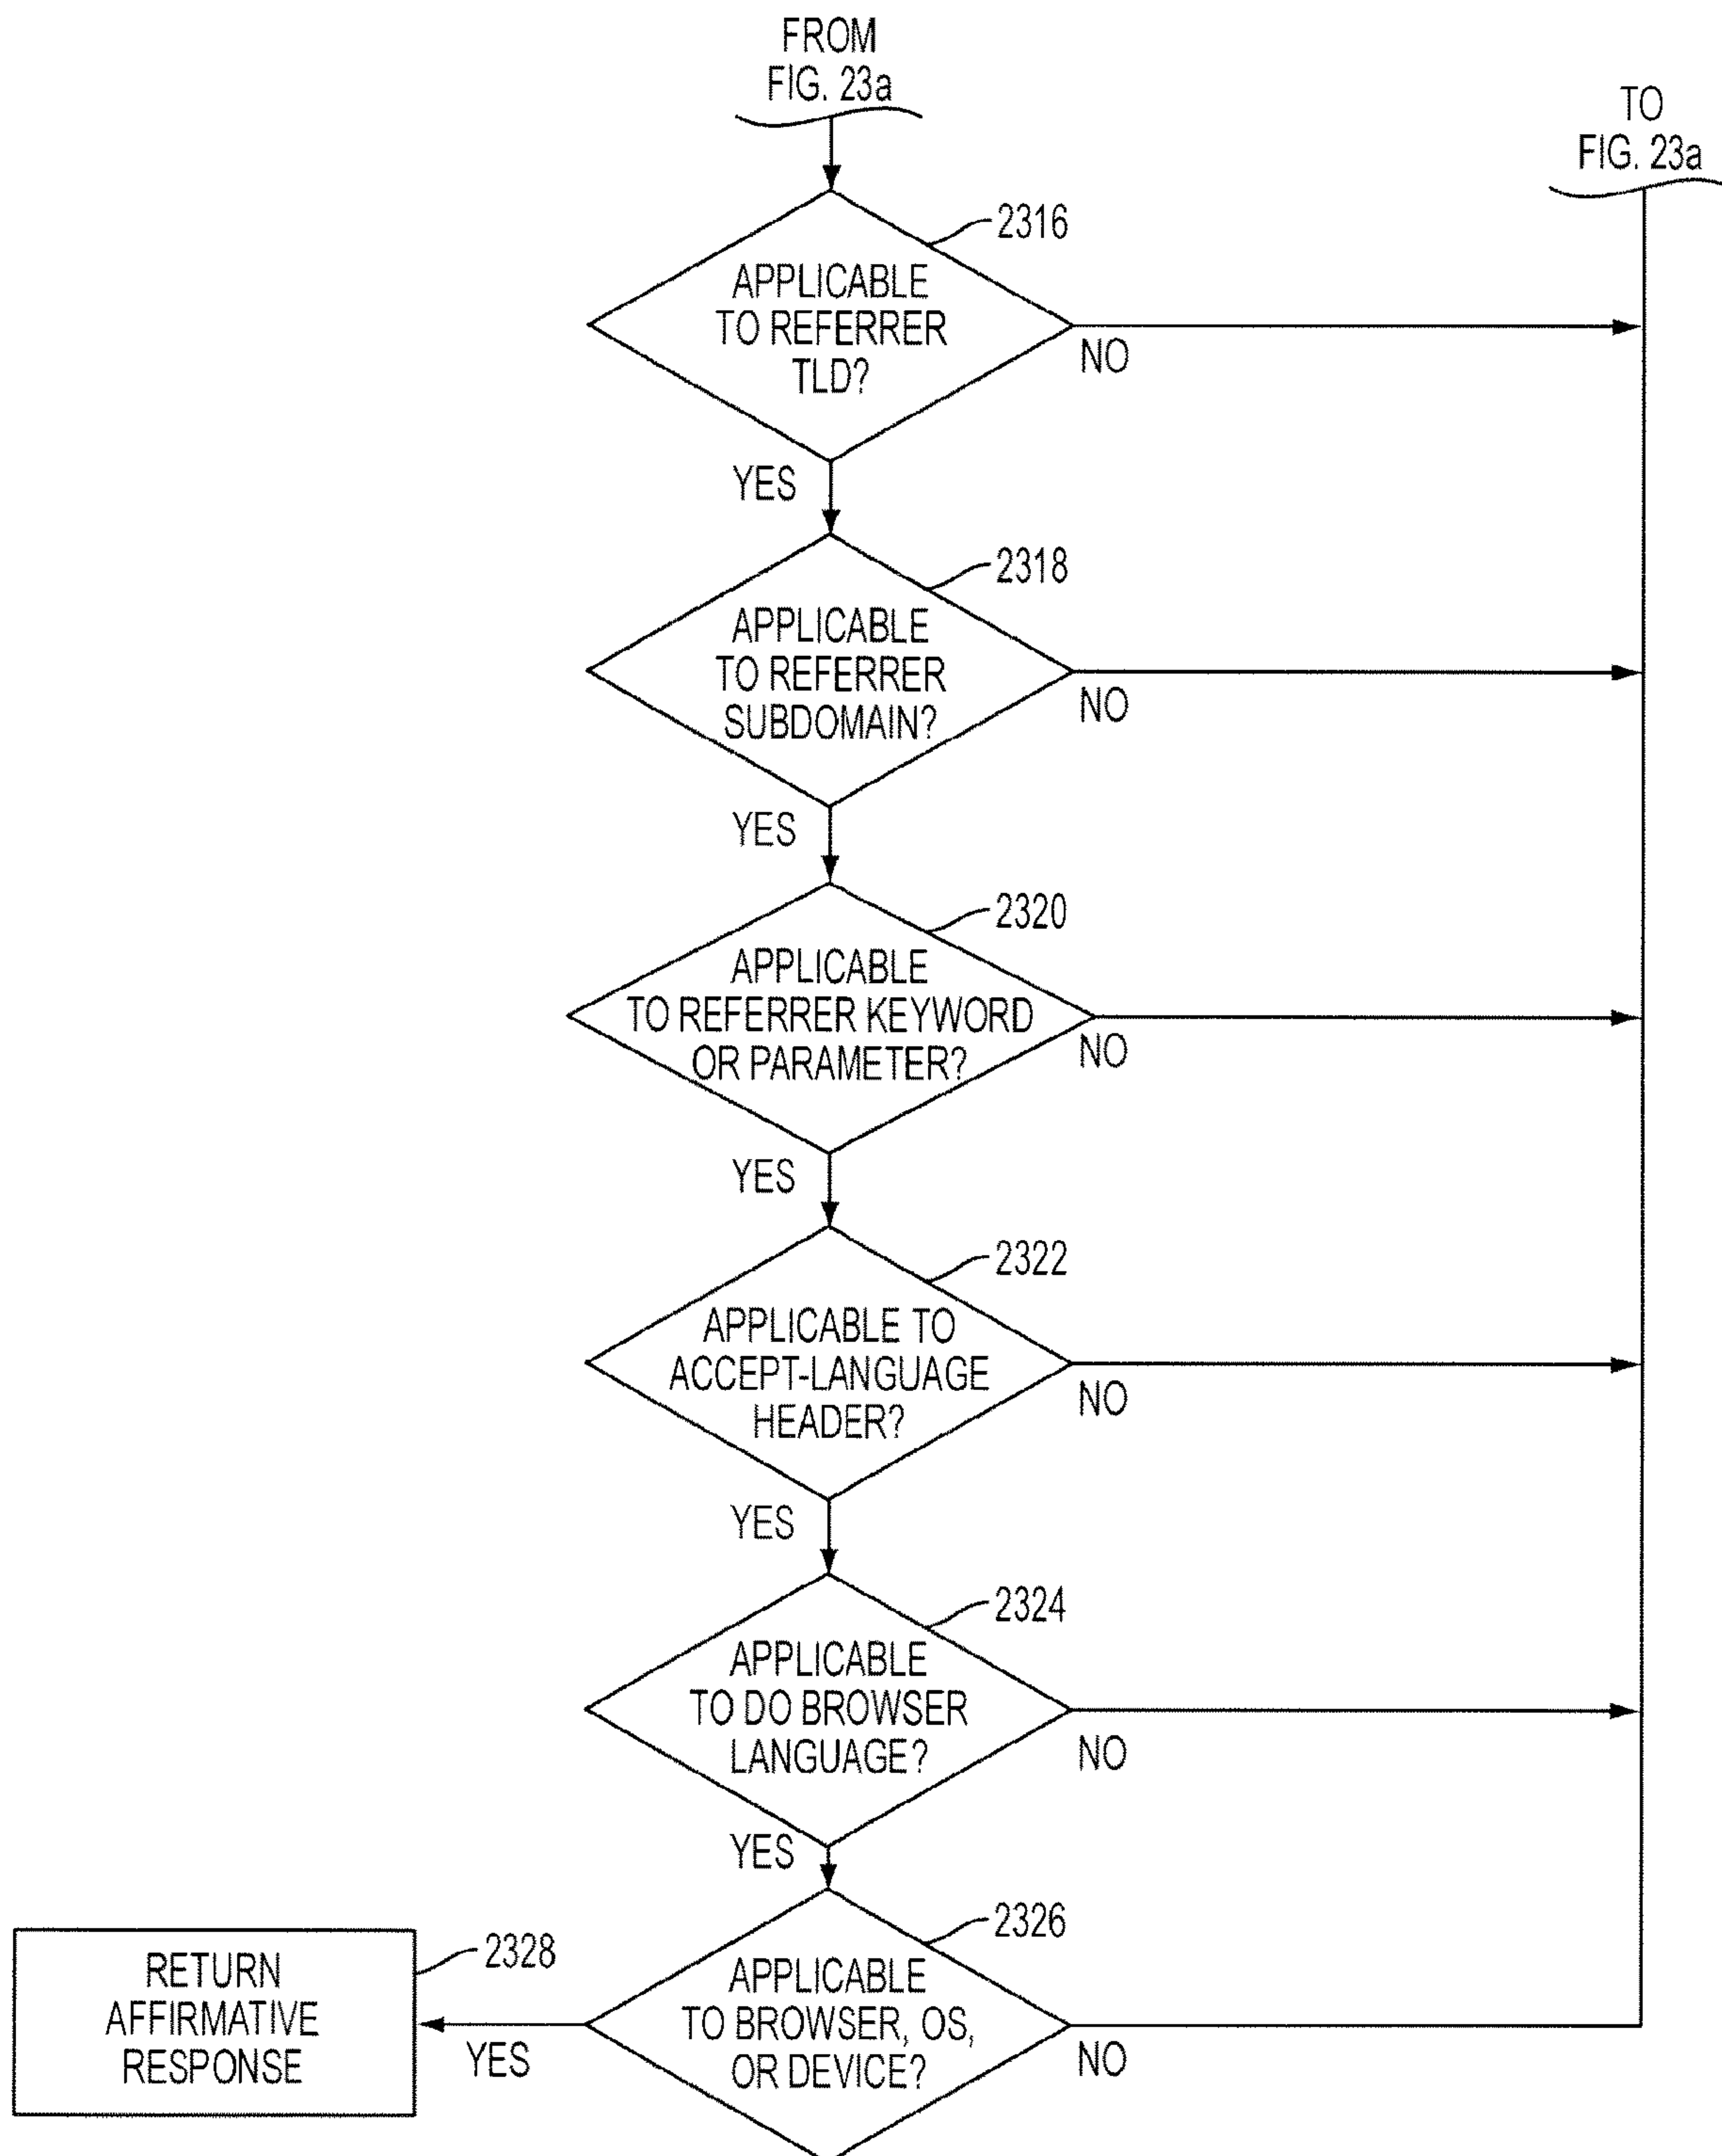 FROM
FIG. 23a
TO
FIG. 23a
2316
APPLICABLE
TO REFERRER
TLD?
NO
YES
2318
APPLICABLE
TO REFERRER
SUBDOMAIN?
NO
YES
2320
APPLICABLE
TO REFERRER KEYWORD
OR PARAMETER?
NO
YES
2322
APPLICABLE TO
ACCEPT-LANGUAGE
HEADER?
NO
YES
2324
APPLICABLE
TO DO BROWSER
LANGUAGE?
NO
YES
2326
APPLICABLE
TO BROWSER, OS,
OR DEVICE?
NO
YES
2328
RETURN
AFFIRMATIVE
RESPONSE